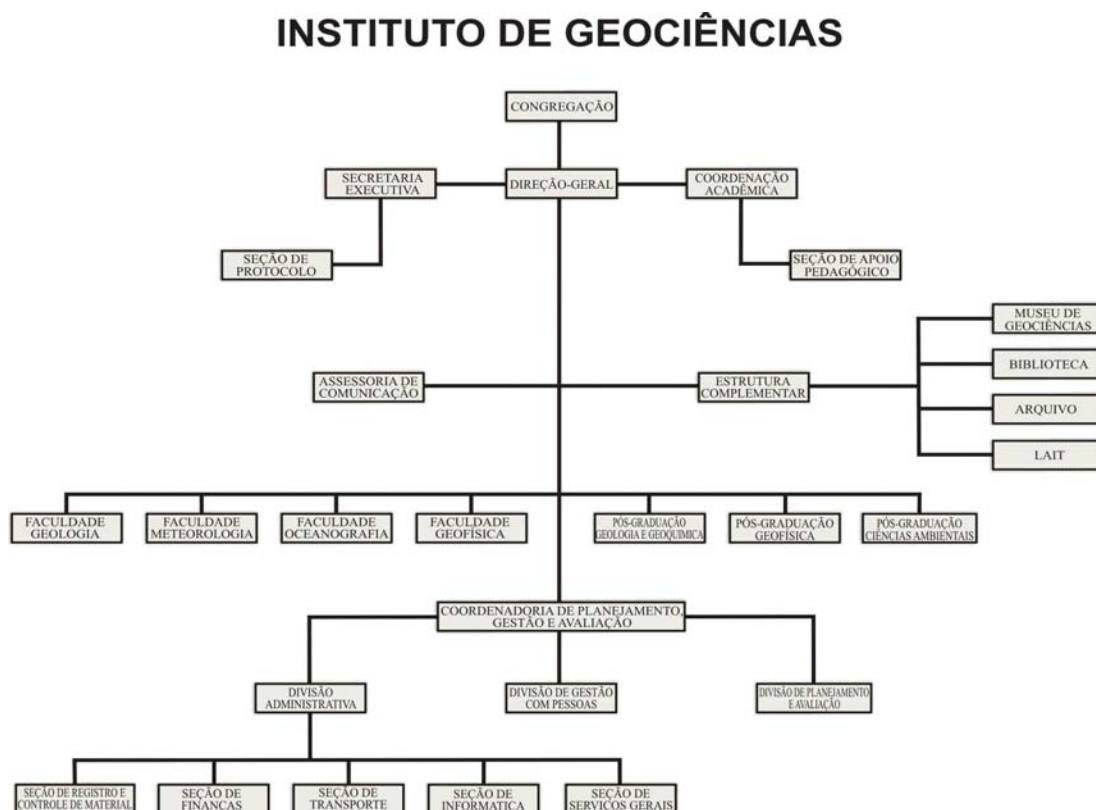 INSTITUTO DE GEOCIÊNCIAS
CONGREGAÇÃO
SECRETARIA
EXECUTIVA
DIREÇÃO-GERAL
COORDENAÇÃO
ACADÊMICA
SEÇÃO DE
PROTOCOLO
SEÇÃO DE APOIO
PEDAGÓGICO
MUSEU DE
GEOCIÊNCIAS
BIBLIOTECA
ASSESSORIA DE
COMUNICAÇÃO
ESTRUTURA
COMPLEMENTAR
ARQUIVO
LAIT
FACULDADE
GEOLOGIA
FACULDADE
METEOROLOGIA
FACULDADE
OCEANOGRAFIA
FACULDADE
GEOFÍSICA
PÓS-GRADUAÇÃO
GEOLOGIA E GEOQUIMICA
PÓS-GRADUAÇÃO
GEOFÍSICA
PÓS-GRADUAÇÃO
CIÊNCIAS AMBIENTAIS
COORDENADORIA DE PLANEJAMENTO,
GESTÃO E AVALIAÇÃO
DIVISÃO
ADMINISTRATIVA
DIVISÃO DE GESTÃO
COM PESSOAS
DIVISÃO DE PLANEJAMENTO
E AVALIAÇÃO
SEÇÃO DE REGISTRO E
CONTROLE DE MATERIAL
SEÇÃO DE
FINANÇAS
SEÇÃO DE
TRANSPORTE
SEÇÃO DE
INFORMATICA
SEÇÃO DE
SERVIÇOS GERAIS